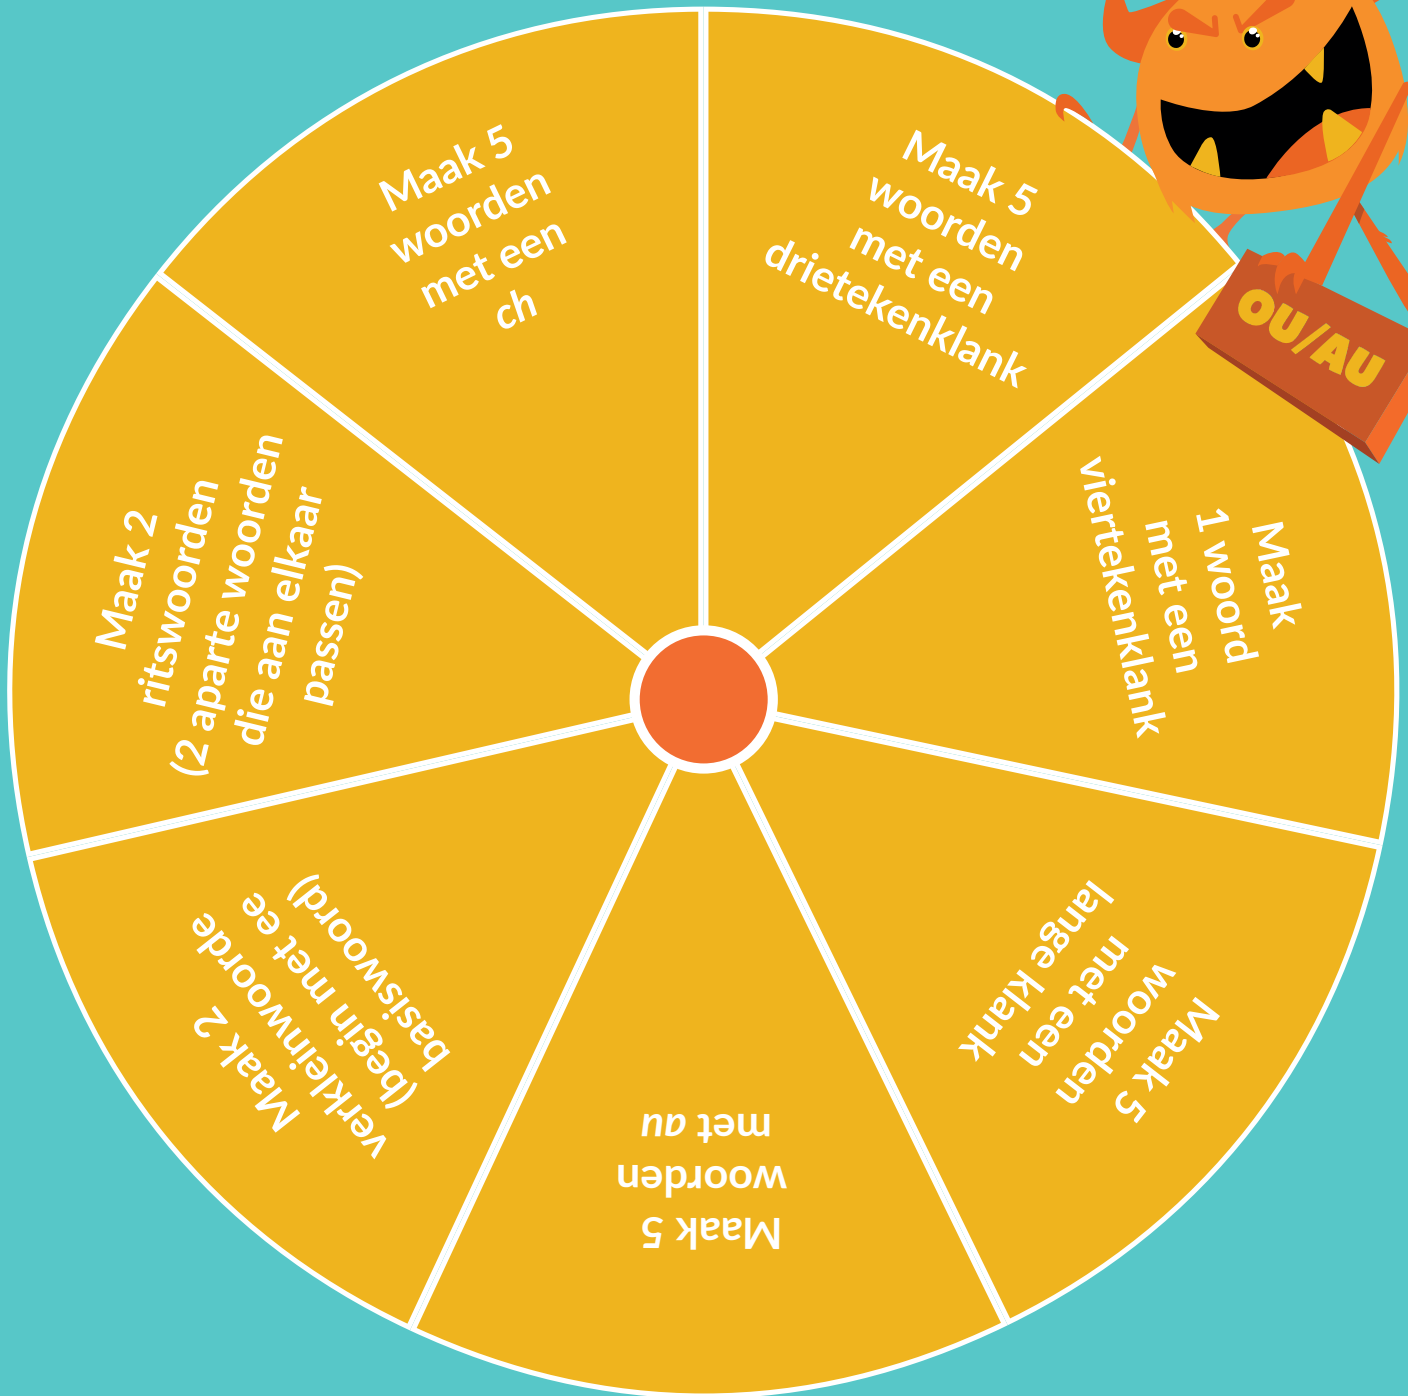 Maak 5
woorden
met een
drietekenklank
OU/AU
Maak
1 woord
met een
viertekenklank
Maak 5
woorden
met een
lange klank
Maak 5
woorden
met au
Maak 2
verkleinwoorde
(begin met ee
basiswoord)
Maak 2
ritswoorden
(2 aparte woorden
die aan elkaar
passen)
Maak 5
woorden
met een
ch